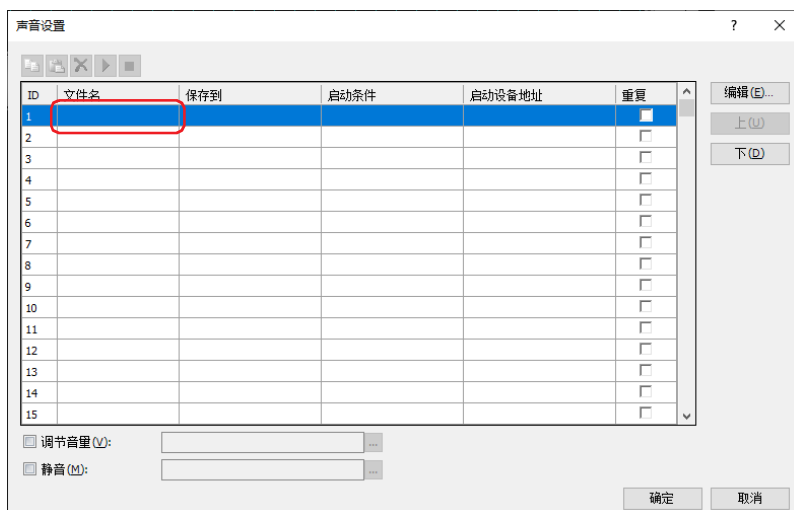 声音设置
ID 文件名 保存到 启动条件 启动设备地址 重复
1
2
3
4
5
6
7
8
9
10
11
12
13
14
15
编辑(E)...
上(U)
下(D)
调节音量(V): ...
静音(M): ...
确定 取消